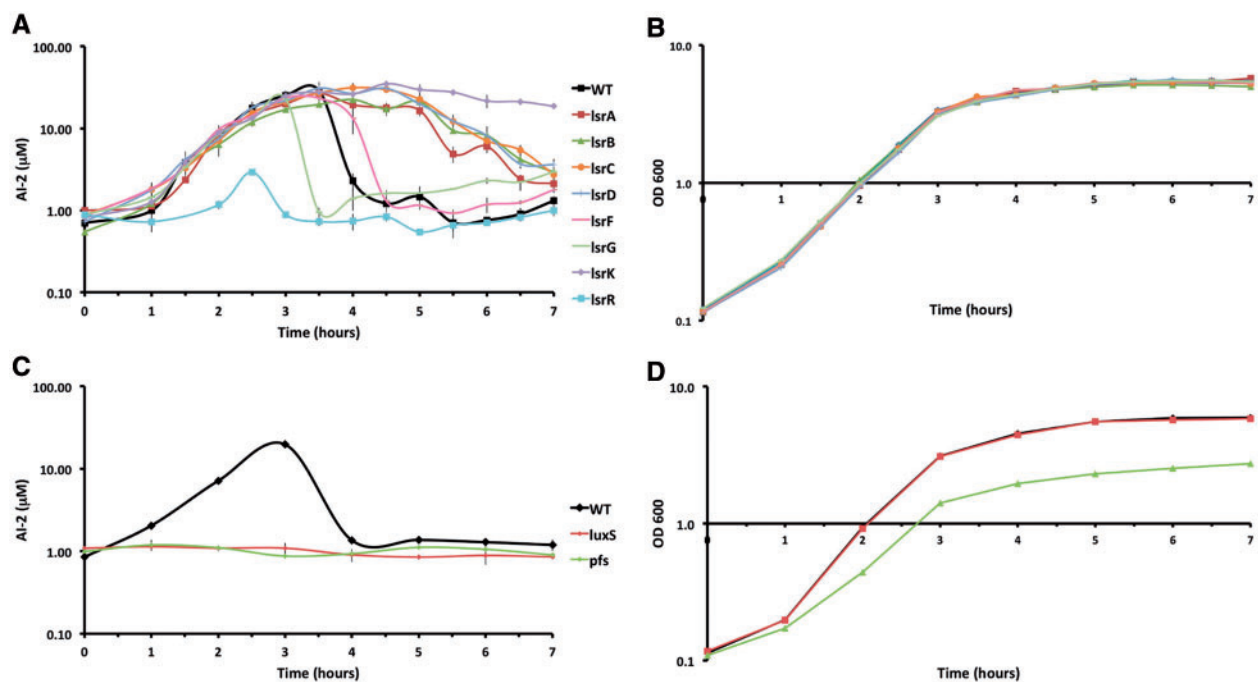 A
AI-2 (μM)
100.00
10.00
1.00
0.10
0
1
2
3
4
5
6
7
Time (hours)
WT
lsrA
lsrB
lsrC
lsrD
lsrF
lsrG
lsrK
lsrR
B
OD 600
10.0
1.0
0.1
0
1
2
3
4
5
6
7
Time (hours)
C
AI-2 (μM)
100.00
10.00
1.00
0.10
0
1
2
3
4
5
6
7
Time (hours)
WT
luxS
pfs
D
OD 600
10.0
1.0
0.1
0
1
2
3
4
5
6
7
Time (hours)